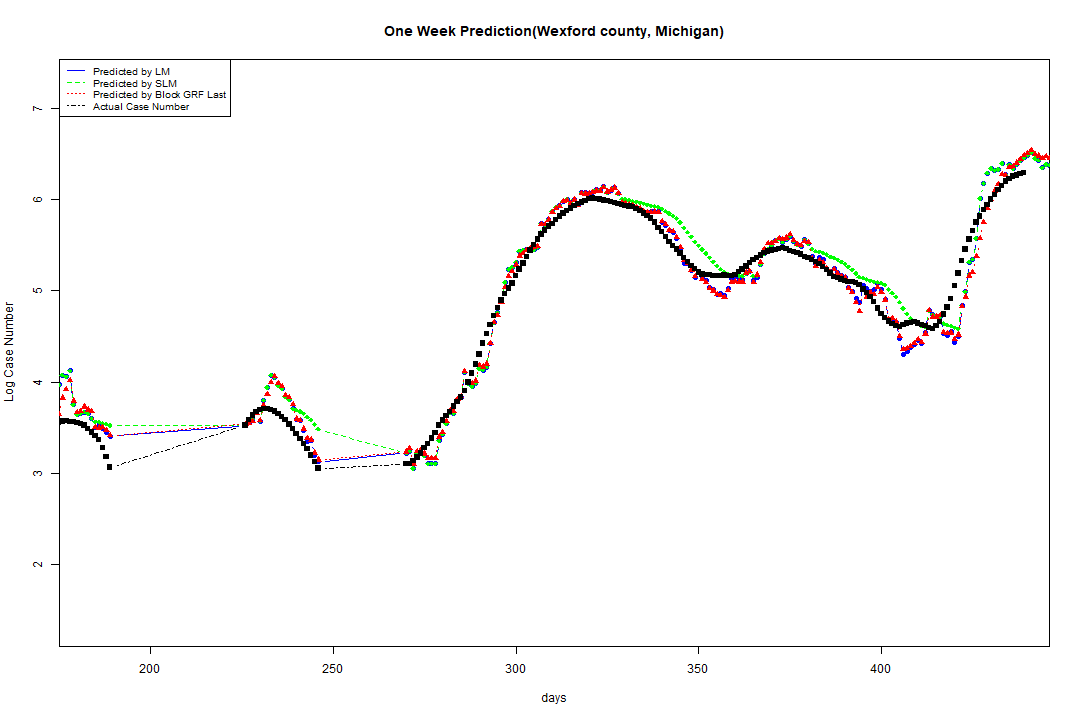 One Week Prediction(Wexford county, Michigan)
Predicted by LM
Predicted by SLM
Predicted by Block GRF Last
Actual Case Number
7
6
5
4
3
2
Log Case Number
200 250 300 350 400
days